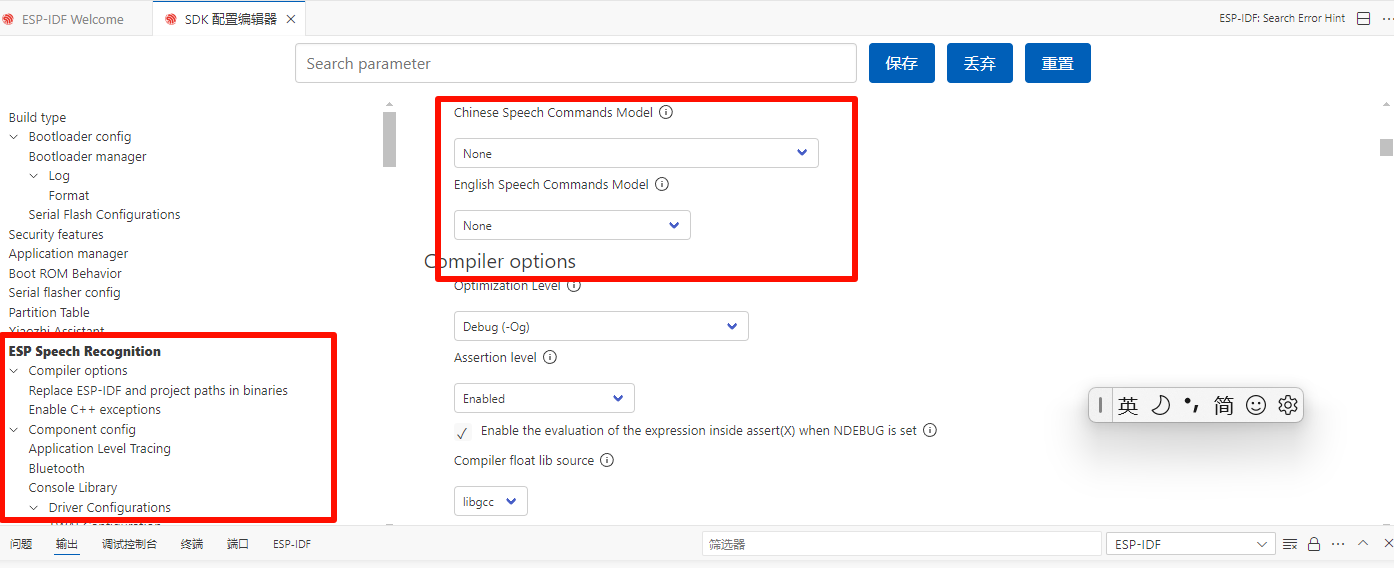 ESP-IDF Welcome
SDK 配置编辑器
ESP-IDF: Search Error Hint
Search parameter
保存
丢弃
重置
Build type
Bootloader config
Bootloader manager
Log
Format
Serial Flash Configurations
Security features
Application manager
Boot ROM Behavior
Serial flasher config
Partition Table
Xiaozhi Assistant
ESP Speech Recognition
Compiler options
Replace ESP-IDF and project paths in binaries
Enable C++ exceptions
Component config
Application Level Tracing
Bluetooth
Console Library
Driver Configurations
Chinese Speech Commands Model
None
English Speech Commands Model
None
Compiler options
Optimization Level
Debug (-Og)
Assertion level
Enabled
Enable the evaluation of the expression inside assert(X) when NDEBUG is set
Compiler float lib source
libgcc
英 简
问题
输出
调试控制台
终端
端口
ESP-IDF
筛选器
ESP-IDF